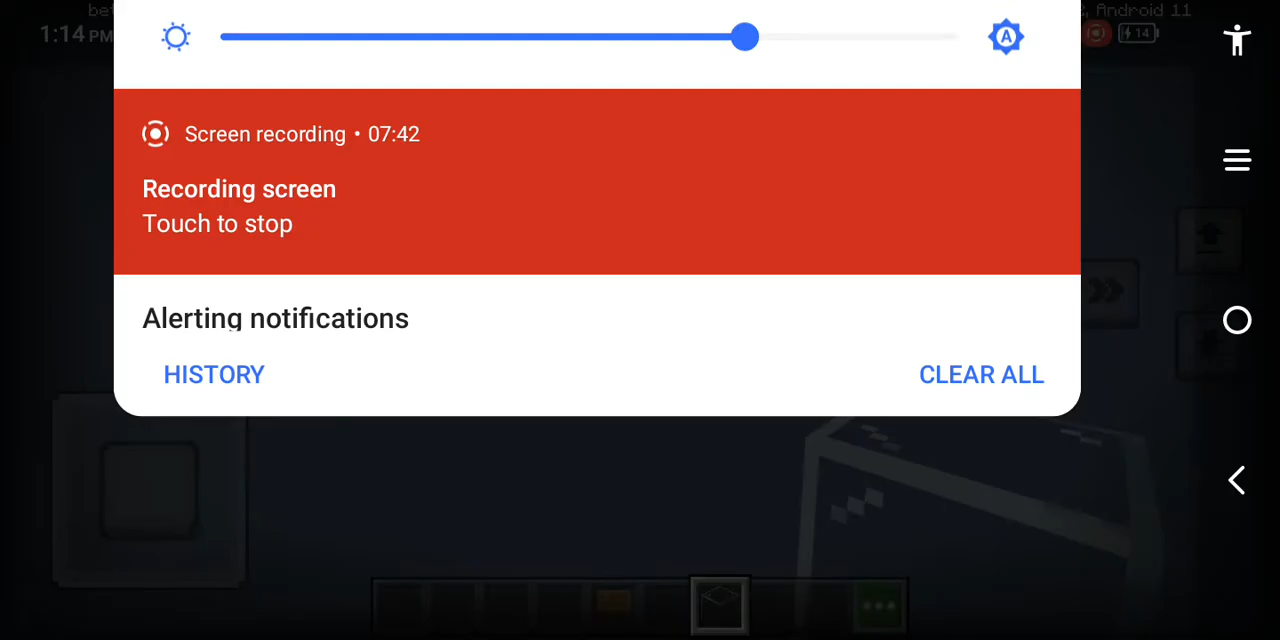 be
, Android 11
1:14 PM
14
A
Screen recording • 07:42
Recording screen
Touch to stop
Alerting notifications
HISTORY
CLEAR ALL